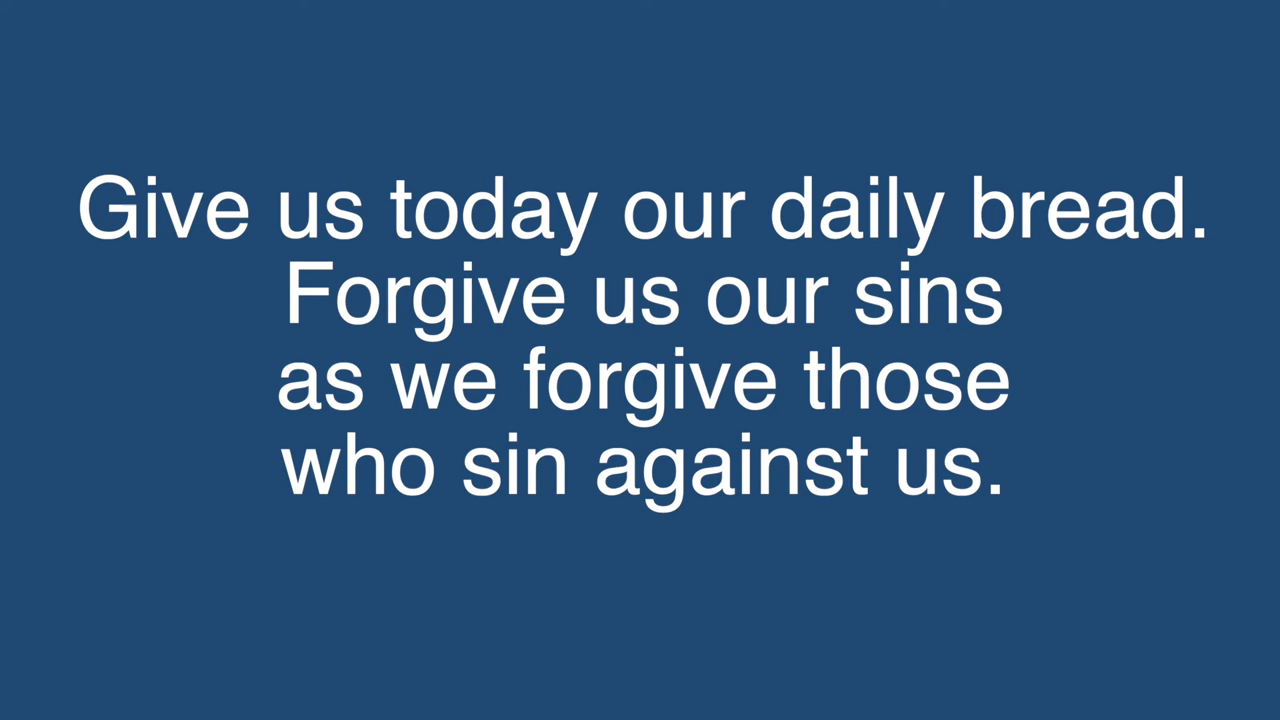 Give us today our daily bread.
Forgive us our sins
as we forgive those
who sin against us.